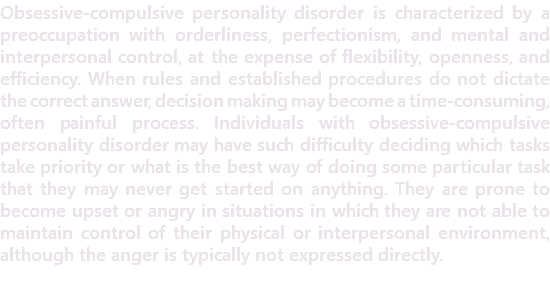 Obsessive-compulsive personality disorder is characterized by a
preoccupation with orderliness, perfectionism, and mental and
interpersonal control, at the expense of flexibility, openness, and
efficiency. When rules and established procedures do not dictate
the correct answer, decision making may become a time-consuming,
often painful process. Individuals with obsessive-compulsive
personality disorder may have such difficulty deciding which tasks
take priority or what is the best way of doing some particular task
that they may never get started on anything. They are prone to
become upset or angry in situations in which they are not able to
maintain control of their physical or interpersonal environment,
although the anger is typically not expressed directly.